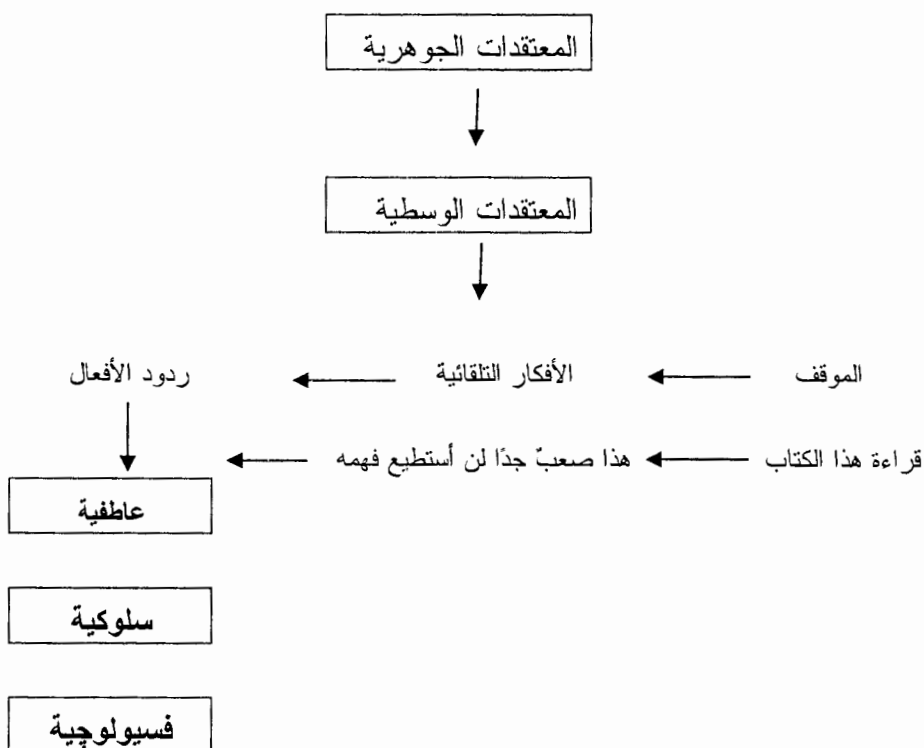 المعتقدات الجوهرية
المعتقدات الوسطية
الموقف الأفكار التلقائية ردود الأفعال
قراءة هذا الكتاب هذا صعبٌ جدًا لن أستطيع فهمه
عاطفية
سلوكية
فسيولوچية